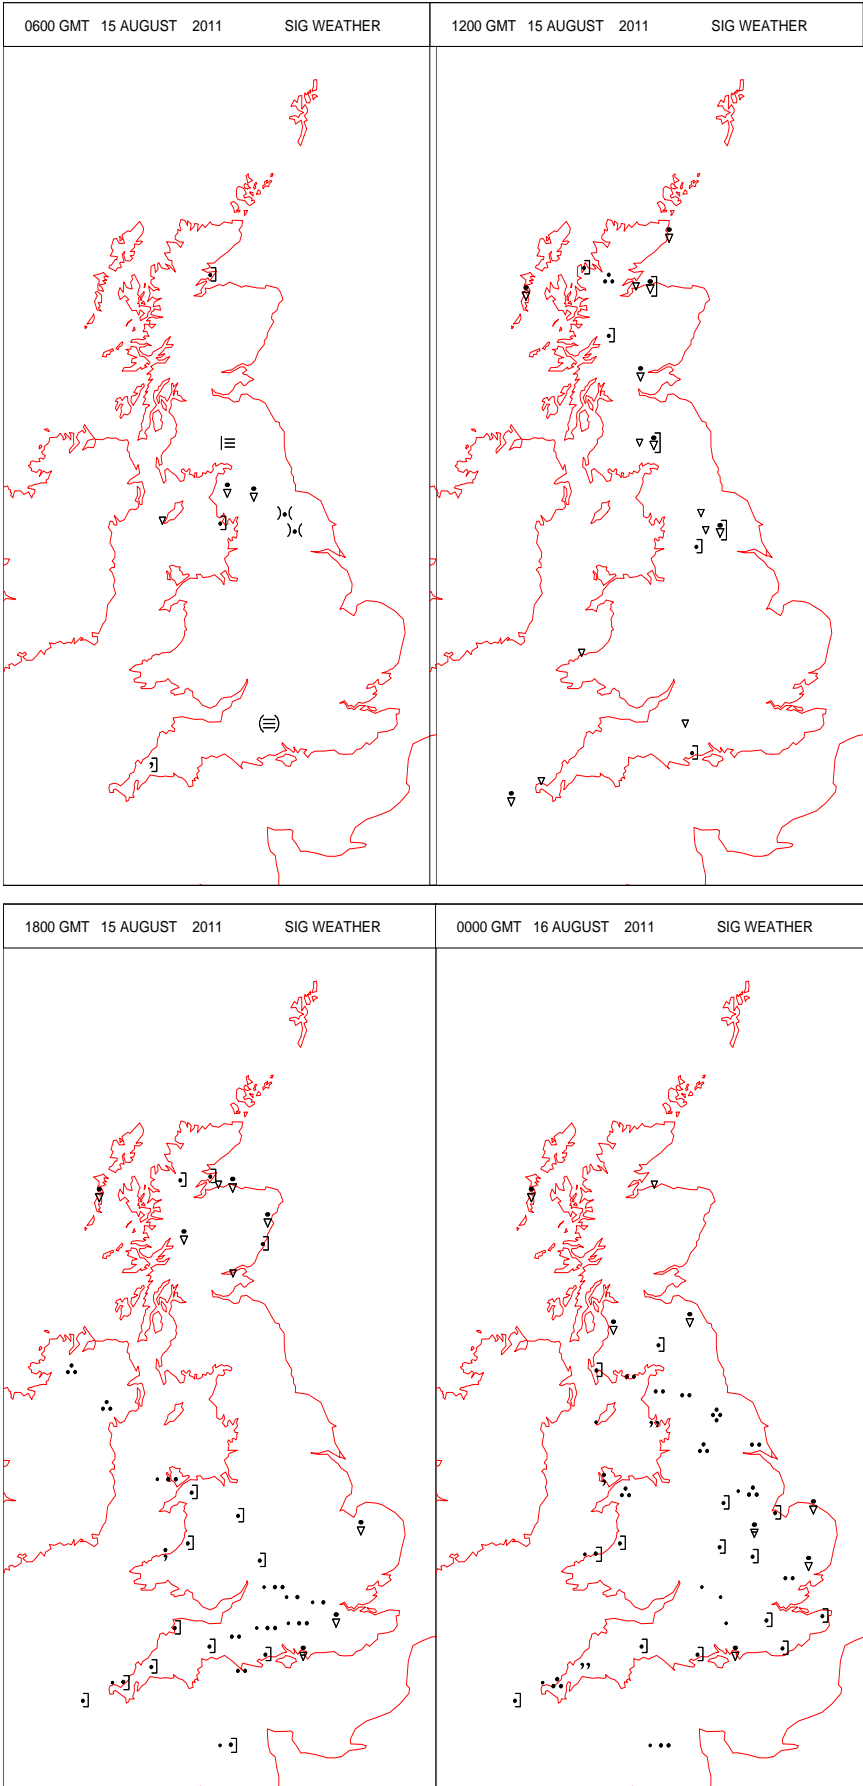 0600 GMT 15 AUGUST 2011 SIG WEATHER
1200 GMT 15 AUGUST 2011 SIG WEATHER
1800 GMT 15 AUGUST 2011 SIG WEATHER
0000 GMT 16 AUGUST 2011 SIG WEATHER